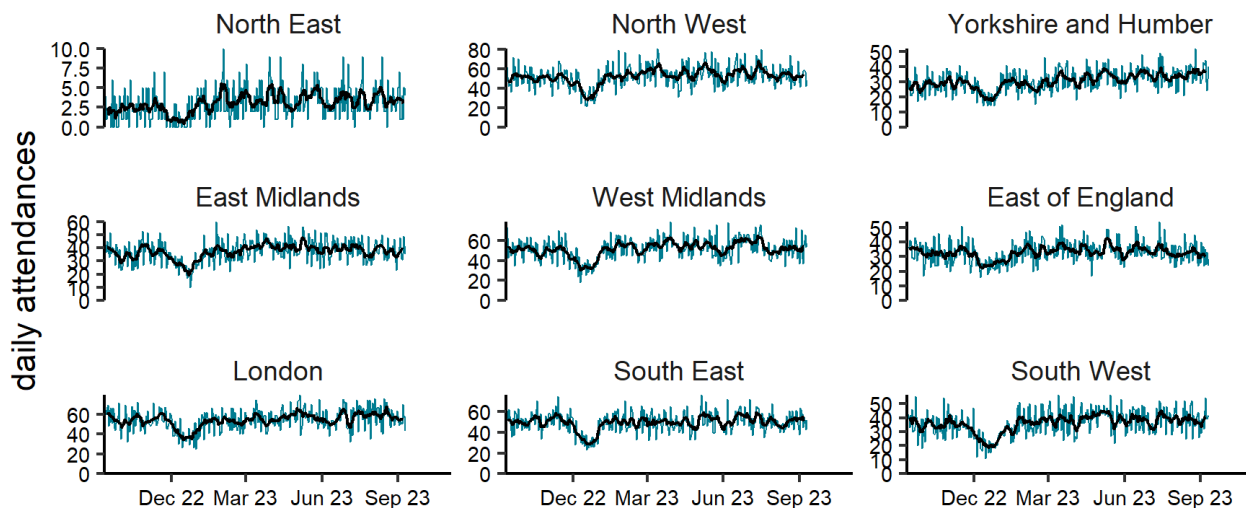 North East North West Yorkshire and Humber
10.0 80 50
7.5 60 40
5.0 40 30
2.5 20 20
0.0 0 10
0
daily attendances
East Midlands West Midlands East of England
60 60 50
50 40 40
40 20 30
30 0 20
20 10
10 0
0
London South East South West
60 60 50
40 40 40
20 20 30
0 0 20
10
0
Dec 22 Mar 23 Jun 23 Sep 23 Dec 22 Mar 23 Jun 23 Sep 23 Dec 22 Mar 23 Jun 23 Sep 23